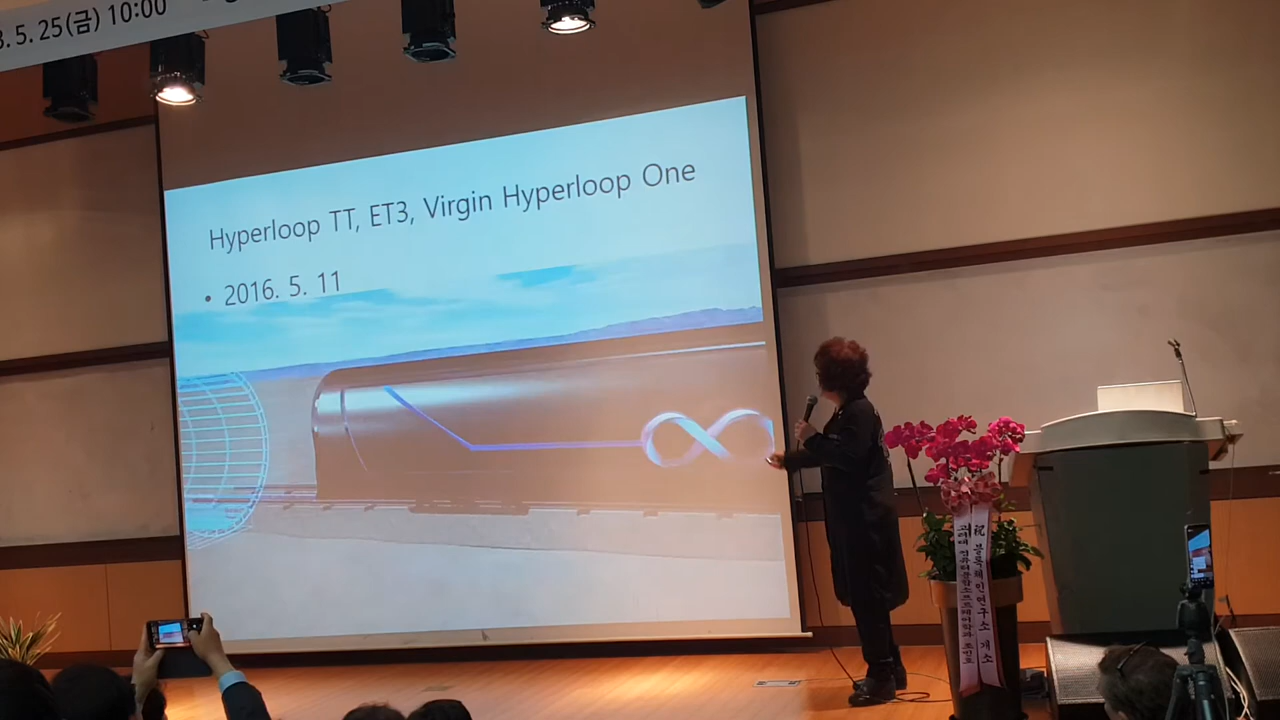 8. 5. 25(금) 10:00
Hyperloop TT, ET3, Virgin Hyperloop One
• 2016. 5. 11
祝 블록체인연구소 개소